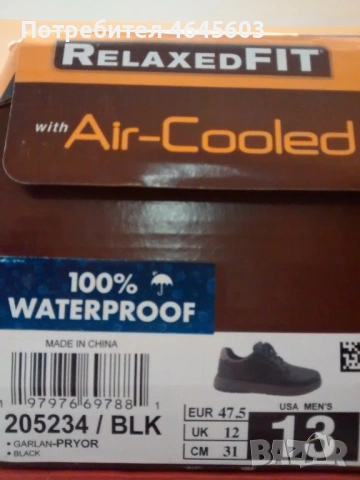 Потребител 4645603
RELAXED FIT®
with Air-Cooled
100%
WATERPROOF
MADE IN CHINA
1 97976 69788 1
205234 / BLK
• GARLAN-PRYOR
• BLACK
EUR 47.5
UK 12
CM 31
USA MEN'S
13
bazar